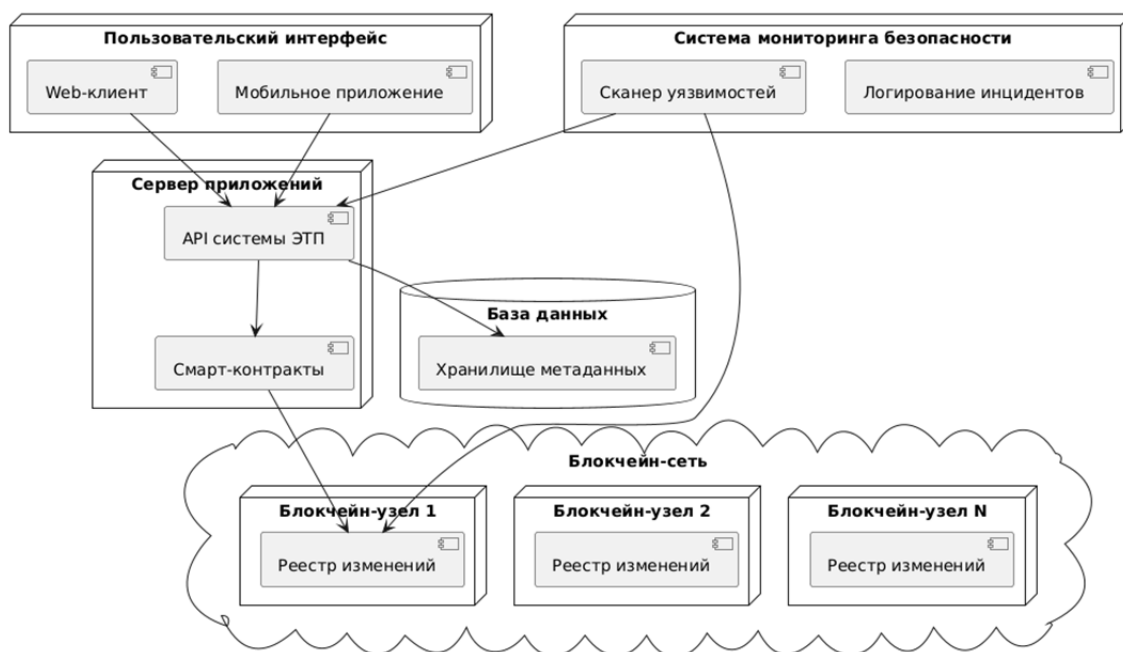 Пользовательский интерфейс
Web-клиент
Мобильное приложение
Система мониторинга безопасности
Сканер уязвимостей
Логирование инцидентов
Сервер приложений
API системы ЭТП
Смарт-контракты
База данных
Хранилище метаданных
Блокчейн-сеть
Блокчейн-узел 1
Реестр изменений
Блокчейн-узел 2
Реестр изменений
Блокчейн-узел N
Реестр изменений